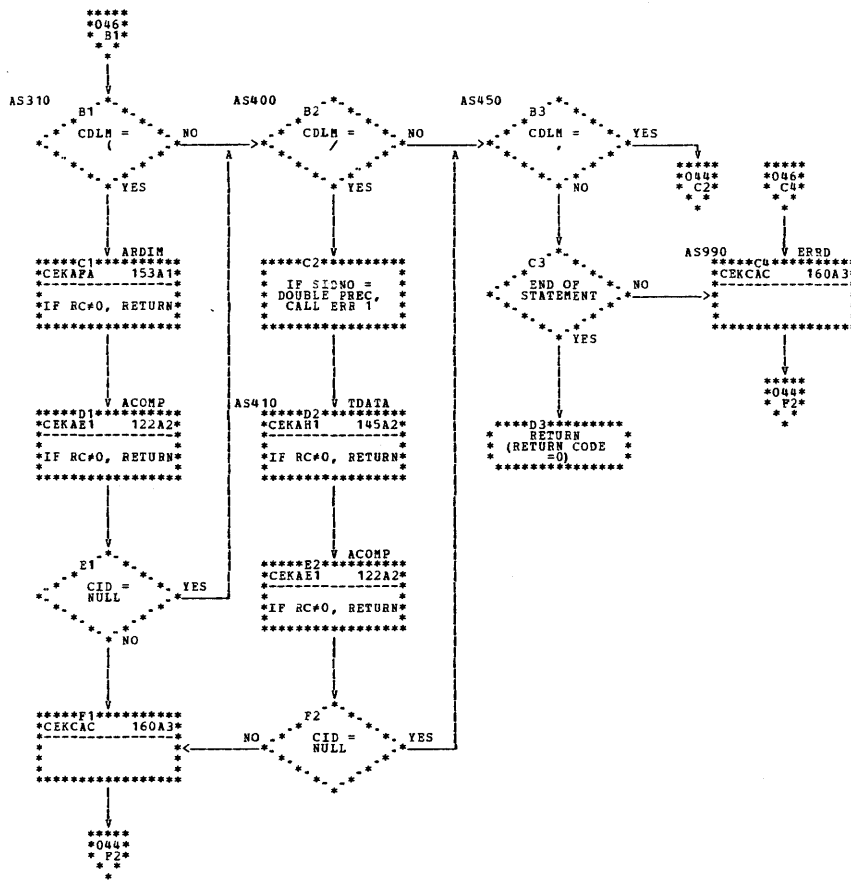 *046
B1
AS310
B1
CDLM =
(
NO
YES
AS400
B2
CDLM =
/
NO
YES
AS450
B3
CDLM =
,
YES
NO
*044
C2
*046
C4
A
A
ARDIM
*****C1**********
*CEKAFA 153A1*
*IF RC≠0, RETURN*
*****C2**********
IF SIGNO =
DOUBLE PREC,
CALL ERR 1
C3
END OF
STATEMENT
NO
YES
AS990
ERRD
*****C4**********
*CEKCAC 160A3*
*044
F2*
ACOMP
*****D1**********
*CEKAE1 122A2*
*IF RC≠0, RETURN*
AS410
TDATA
*****D2**********
*CEKAH1 145A2*
*IF RC≠0, RETURN*
****D3*********
RETURN
(RETURN CODE
=0)
E1
CID =
NULL
YES
NO
ACOMP
*****E2**********
*CEKAE1 122A2*
*IF RC≠0, RETURN*
*****F1**********
*CEKCAC 160A3*
F2
CID =
NULL
NO
YES
*044
F2*